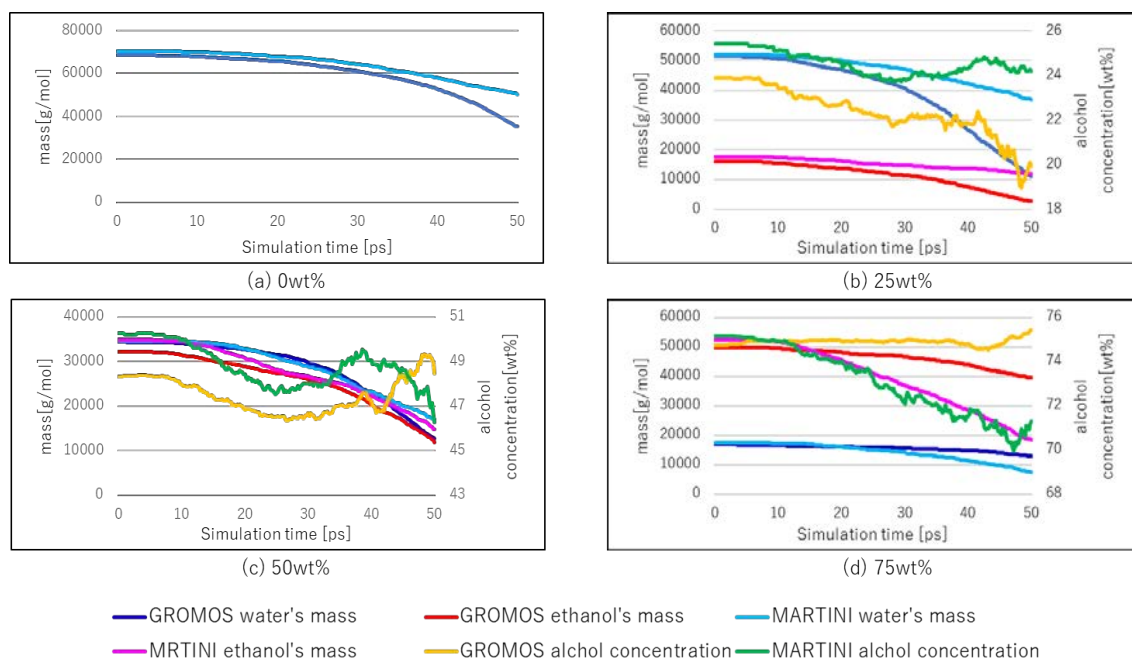 80000
70000
60000
50000
40000
30000
20000
10000
0
mass[g/mol]
0 10 20 30 40 50
Simulation time [ps]
(a) 0wt%
60000
50000
40000
30000
20000
10000
0
mass[g/mol]
26
24
22
20
18
alcohol
concentration[wt%]
0 10 20 30 40 50
Simulation time [ps]
(b) 25wt%
40000
30000
20000
10000
0
mass[g/mol]
51
49
47
45
43
alcohol
concentration[wt%]
0 10 20 30 40 50
Simulation time [ps]
(c) 50wt%
60000
50000
40000
30000
20000
10000
0
mass[g/mol]
76
74
72
70
68
alcohol
concentration[wt%]
0 10 20 30 40 50
Simulation time [ps]
(d) 75wt%
GROMOS water's mass GROMOS ethanol's mass MARTINI water's mass
MRTINI ethanol's mass GROMOS alchol concentration MARTINI alchol concentration